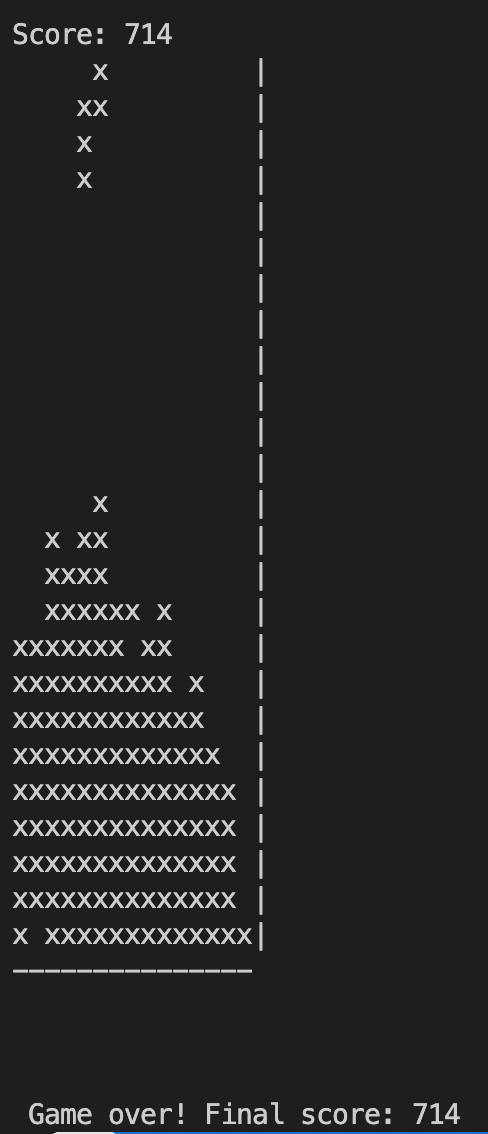 Score: 714
     x         |
    xx         |
    x          |
    x          |
               |
               |
               |
               |
               |
               |
               |
               |
     x         |
  x xx         |
  xxxx         |
  xxxxxx x     |
xxxxxxx xx     |
xxxxxxxxxx x   |
xxxxxxxxxxxx   |
xxxxxxxxxxxxx  |
xxxxxxxxxxxxxx |
xxxxxxxxxxxxxx |
xxxxxxxxxxxxxx |
xxxxxxxxxxxxxx |
x xxxxxxxxxxxxx|
---------------
 Game over! Final score: 714